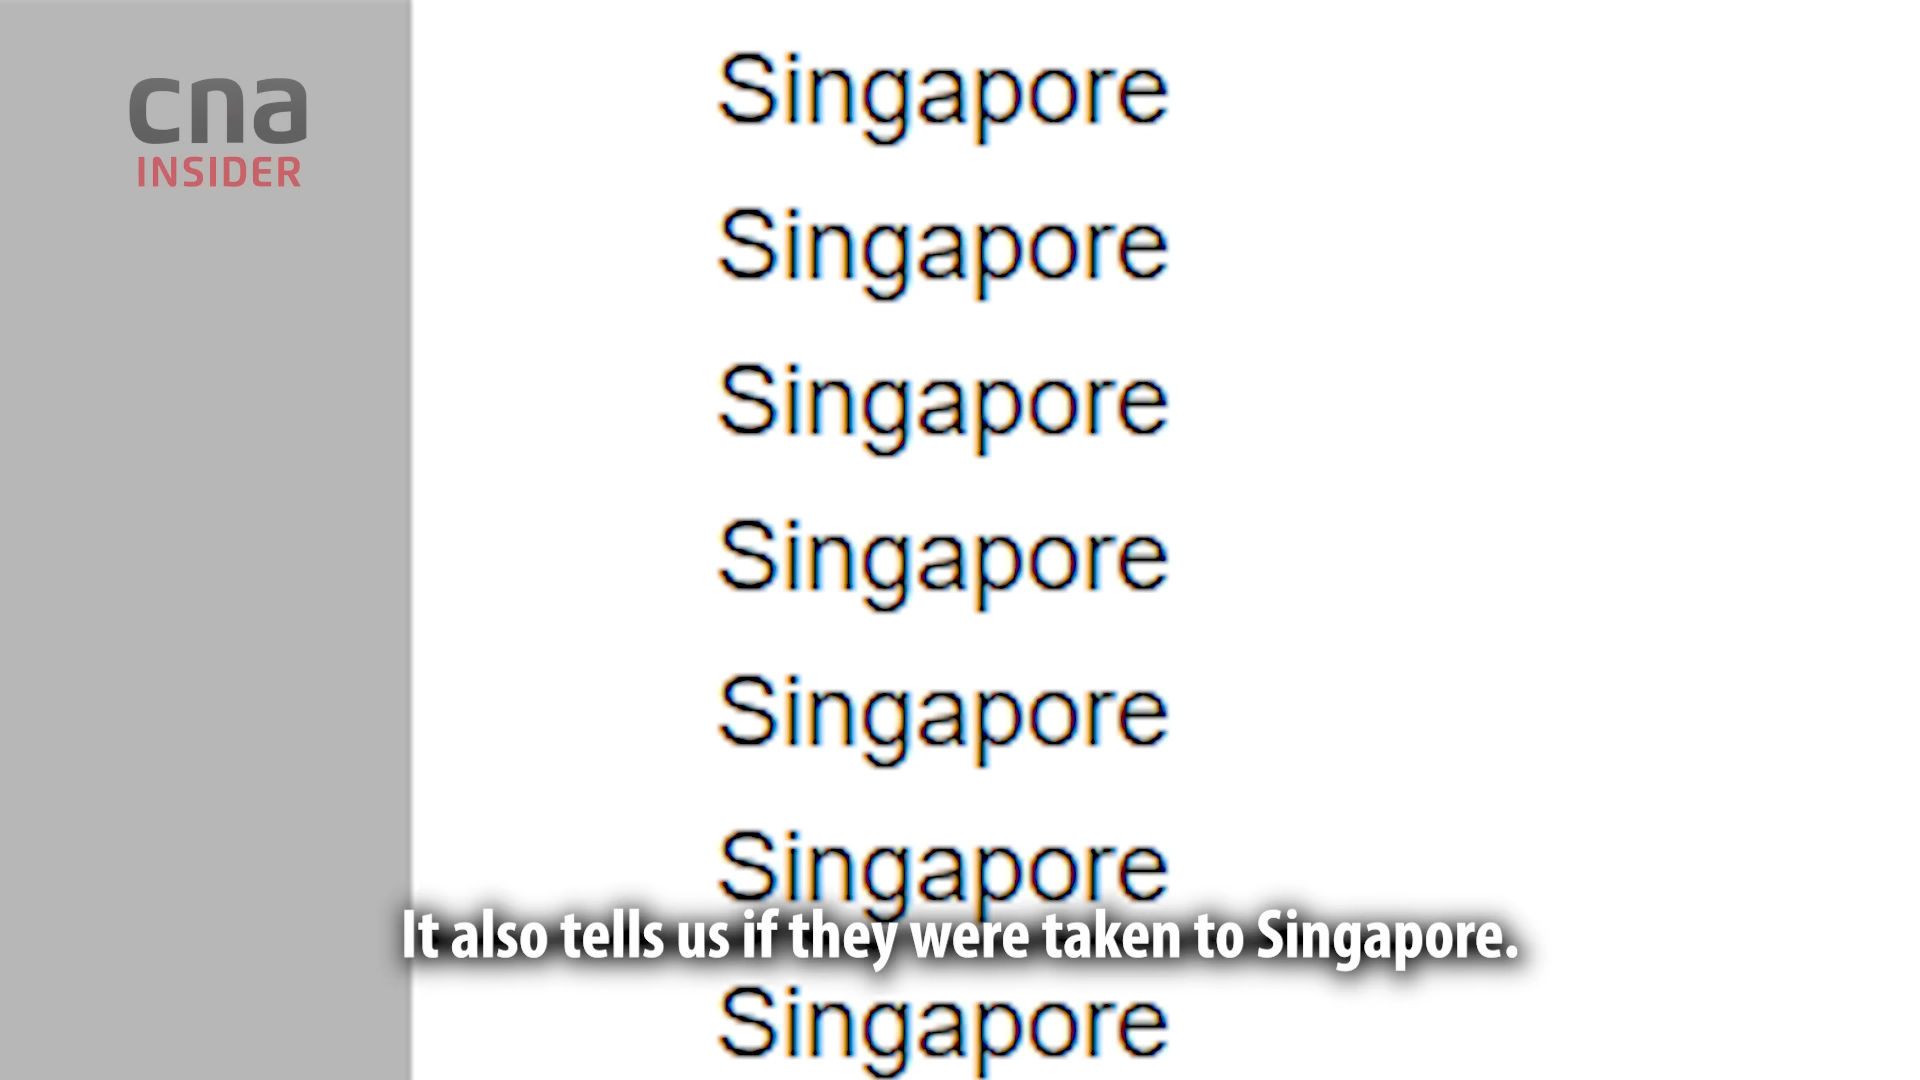 cna
INSIDER
Singapore
Singapore
Singapore
Singapore
Singapore
Singapore
It also tells us if they were taken to Singapore.
Singapore